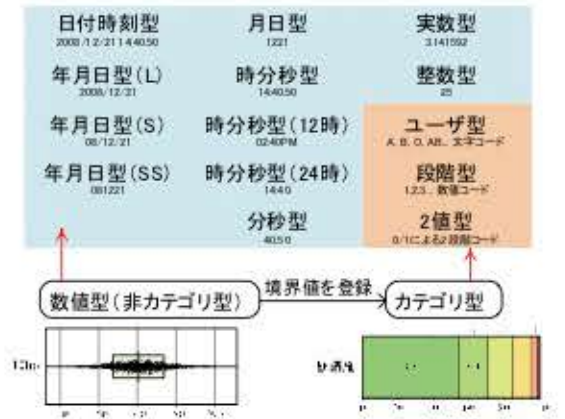 日付時刻型
2008/12/21 14:40:50
年月日型(L)
2008/12/21
年月日型(S)
08/12/21
年月日型(SS)
081221
月日型
1221
時分秒型
14:40:50
時分秒型(12時)
02:40PM
時分秒型(24時)
14:40
分秒型
40:50
実数型
3.141592
整数型
25
ユーザ型
A, B, O, AB... 文字コード
段階型
1,2,3... 数値コード
2値型
0/1による2段階コード
数値型(非カテゴリ型)
境界値を登録
カテゴリ型